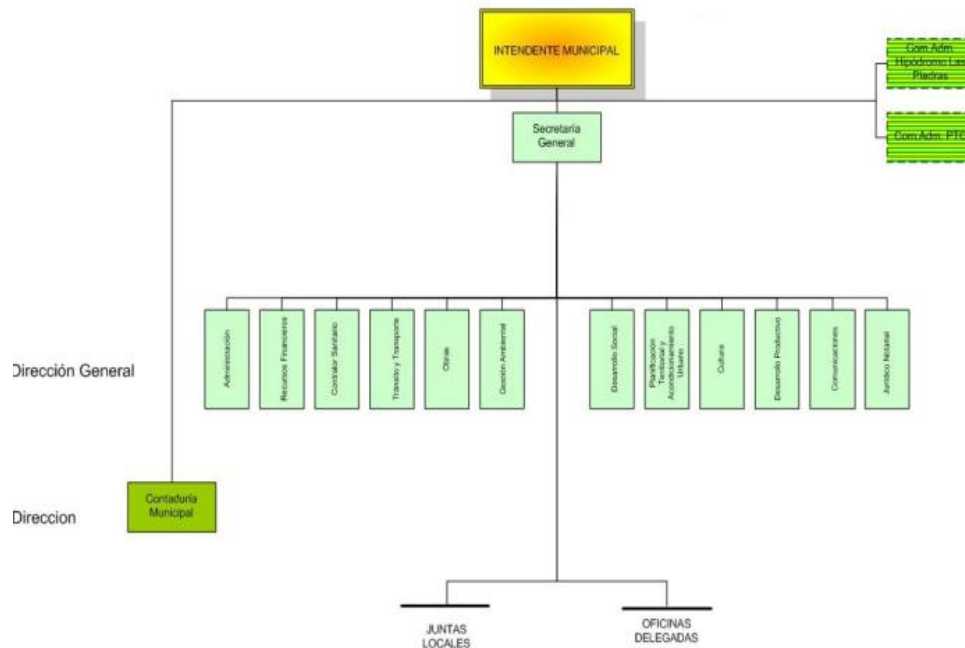 INTENDENTE MUNICIPAL
Com.Adm.
Hipódromo Las
Piedras
Secretaría
General
Com.Adm. PTC
Dirección General
Administración
Recursos Financieros
Contralor Sanitario
Tránsito y Transporte
Obras
Gestión Ambiental
Desarrollo Social
Planificación
Territorial y
Acondicionamiento
Urbano
Cultura
Desarrollo Productivo
Comunicaciones
Jurídico Notarial
Direccion
Contaduría
Municipal
JUNTAS
LOCALES
OFICINAS
DELEGADAS